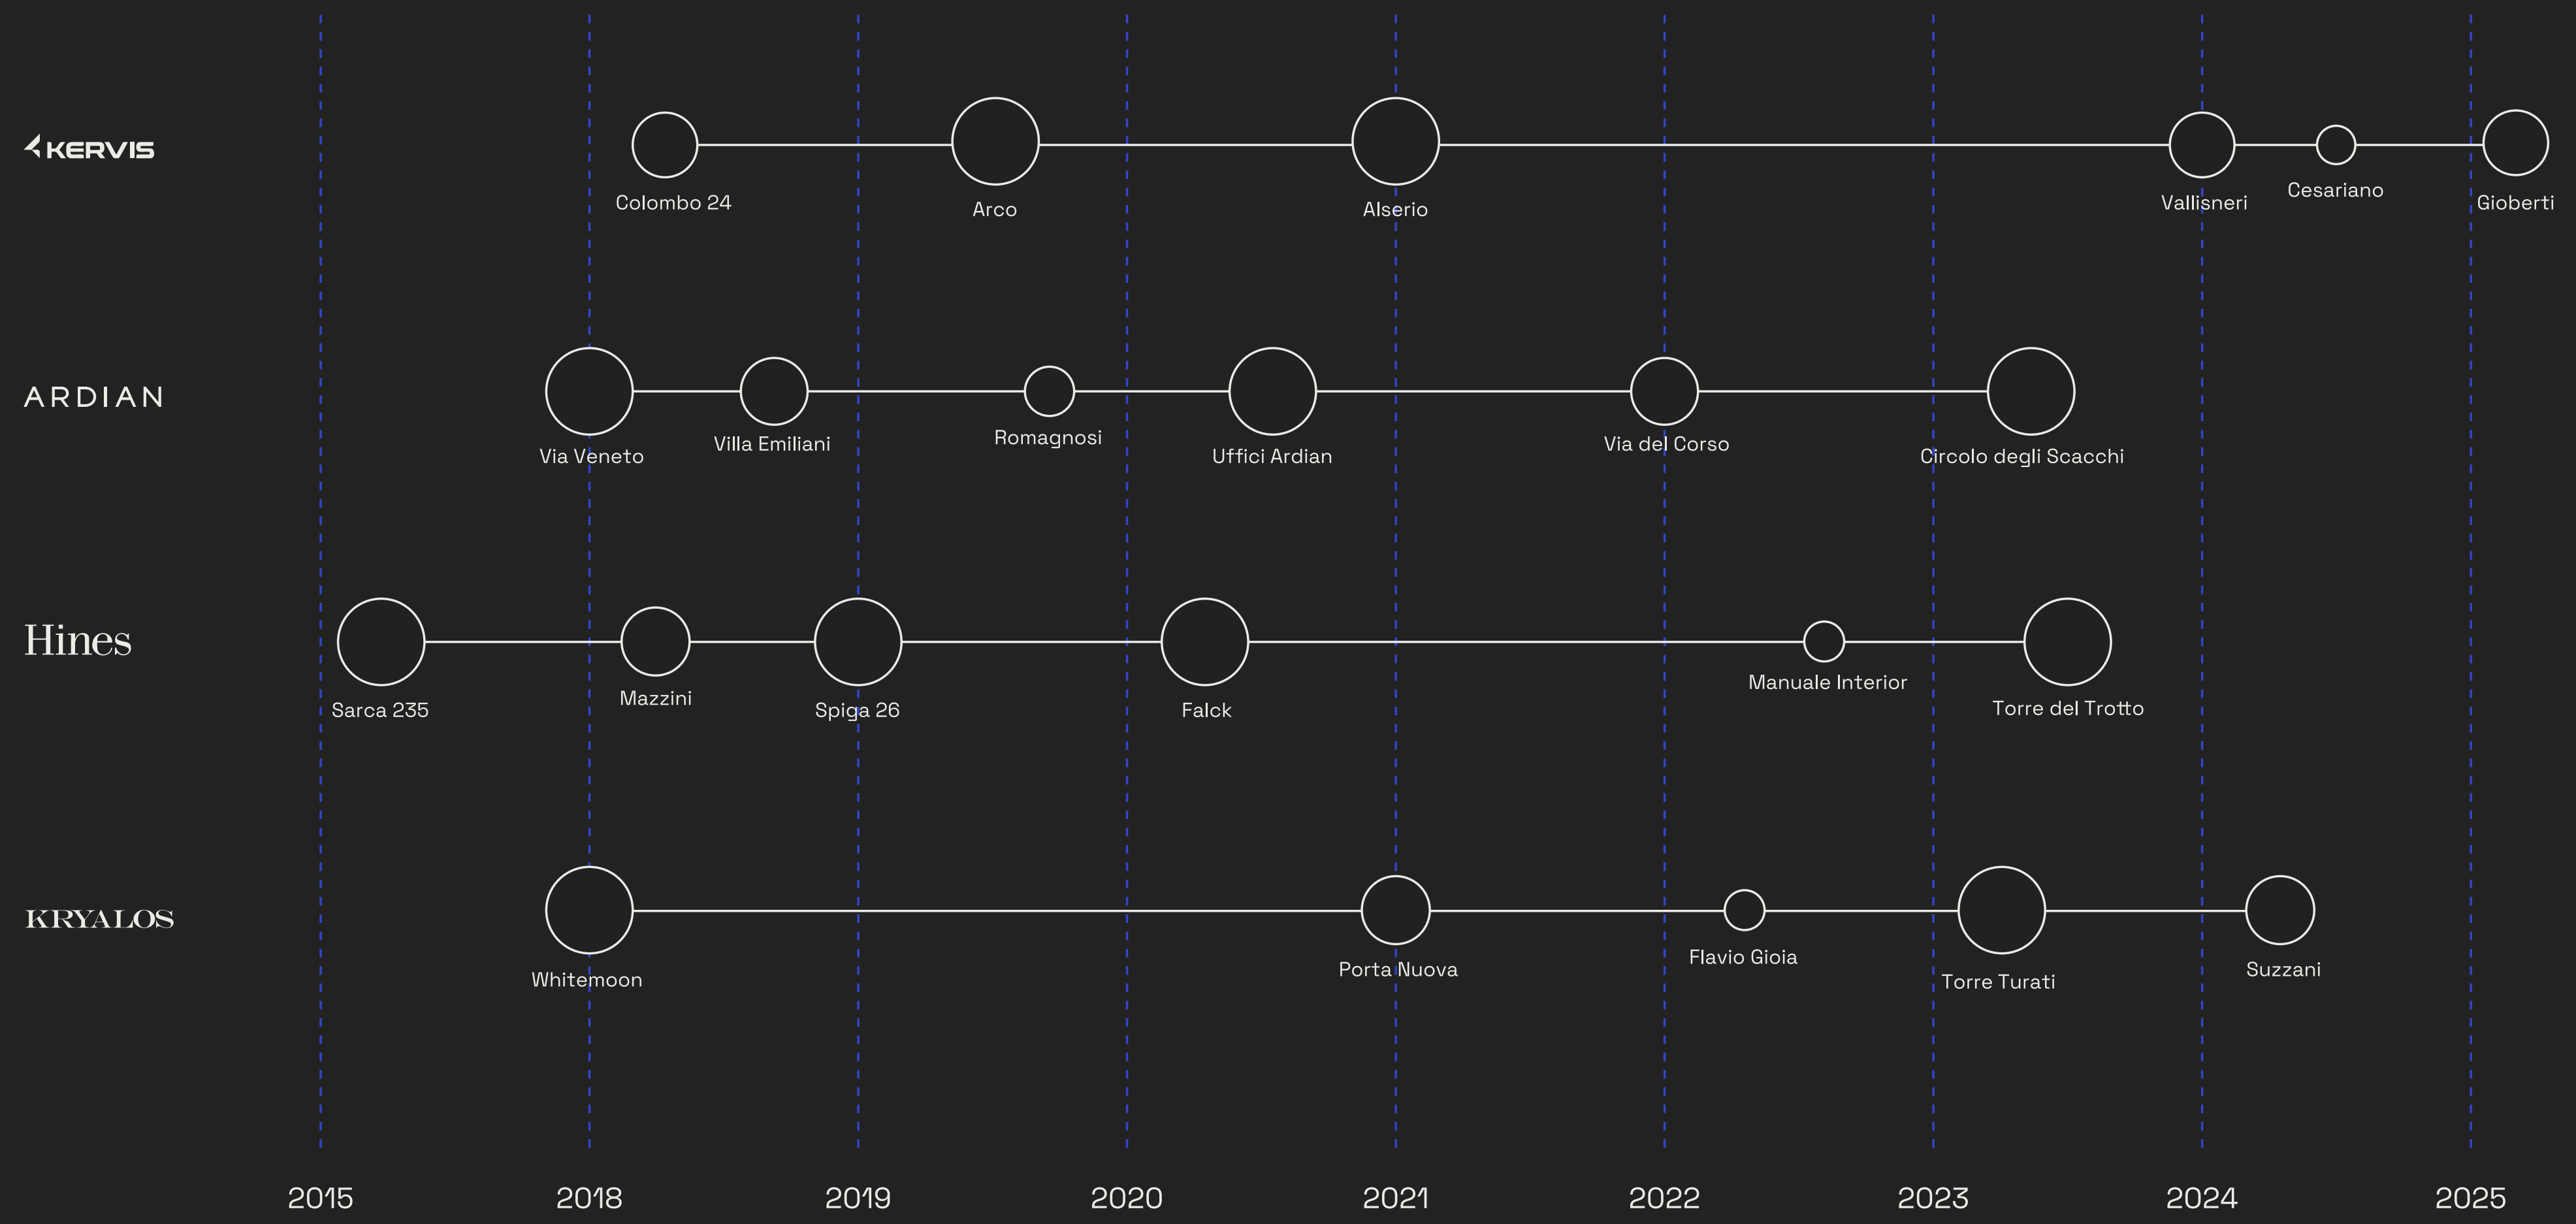 KERVIS
Colombo 24
Arco
Alserio
Vallisneri
Cesariano
Gioberti
ARDIAN
Via Veneto
Villa Emiliani
Romagnosi
Uffici Ardian
Via del Corso
Circolo degli Scacchi
Hines
Sarca 235
Mazzini
Spiga 26
Falck
Manuale Interior
Torre del Trotto
KRYALOS
Whitemoon
Porta Nuova
Flavio Gioia
Torre Turati
Suzzani
2015 2018 2019 2020 2021 2022 2023 2024 2025